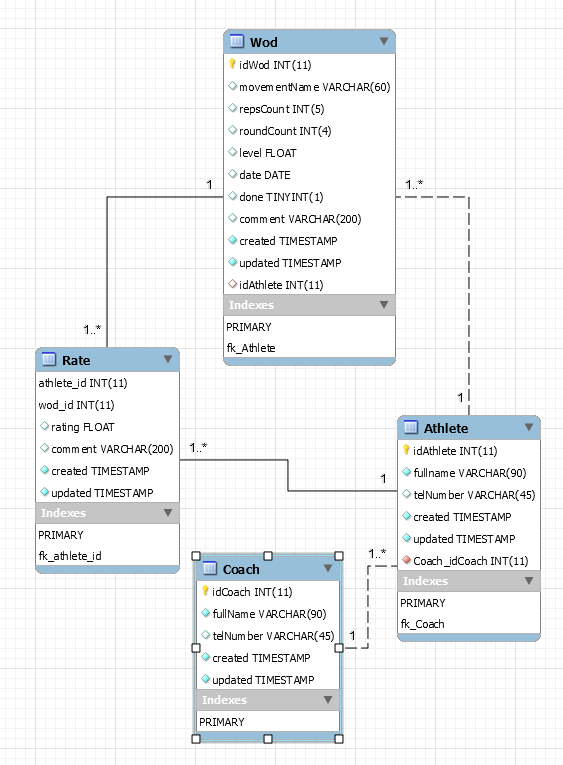 Wod
idWod INT(11)
movementName VARCHAR(60)
repsCount INT(5)
roundCount INT(4)
level FLOAT
date DATE
done TINYINT(1)
comment VARCHAR(200)
created TIMESTAMP
updated TIMESTAMP
idAthlete INT(11)
Indexes
PRIMARY
fk_Athlete
1
1..*
1..*
1
Rate
athlete_id INT(11)
wod_id INT(11)
rating FLOAT
comment VARCHAR(200)
created TIMESTAMP
updated TIMESTAMP
Indexes
PRIMARY
fk_athlete_id
1..*
1
Athlete
idAthlete INT(11)
fullname VARCHAR(90)
telNumber VARCHAR(45)
created TIMESTAMP
updated TIMESTAMP
Coach_idCoach INT(11)
Indexes
PRIMARY
fk_Coach
1..*
1
Coach
idCoach INT(11)
fullName VARCHAR(90)
telNumber VARCHAR(45)
created TIMESTAMP
updated TIMESTAMP
Indexes
PRIMARY